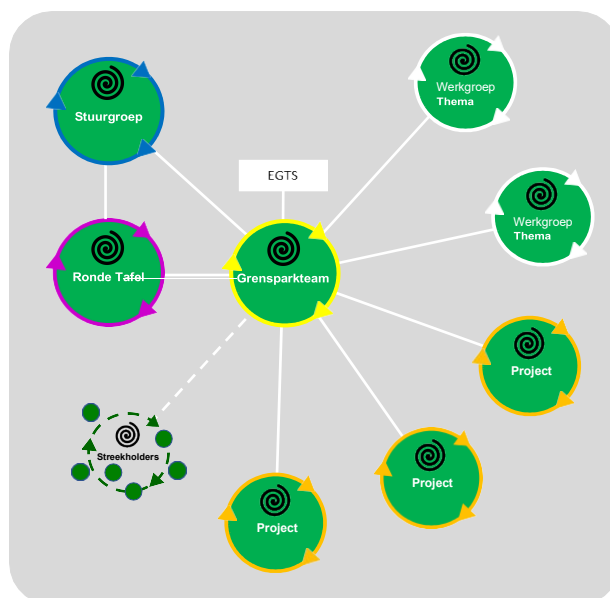 Werkgroep
Thema
Stuurgroep
EGTS
Werkgroep
Thema
Ronde Tafel
Grensparkteam
Project
Streekholders
Project
Project